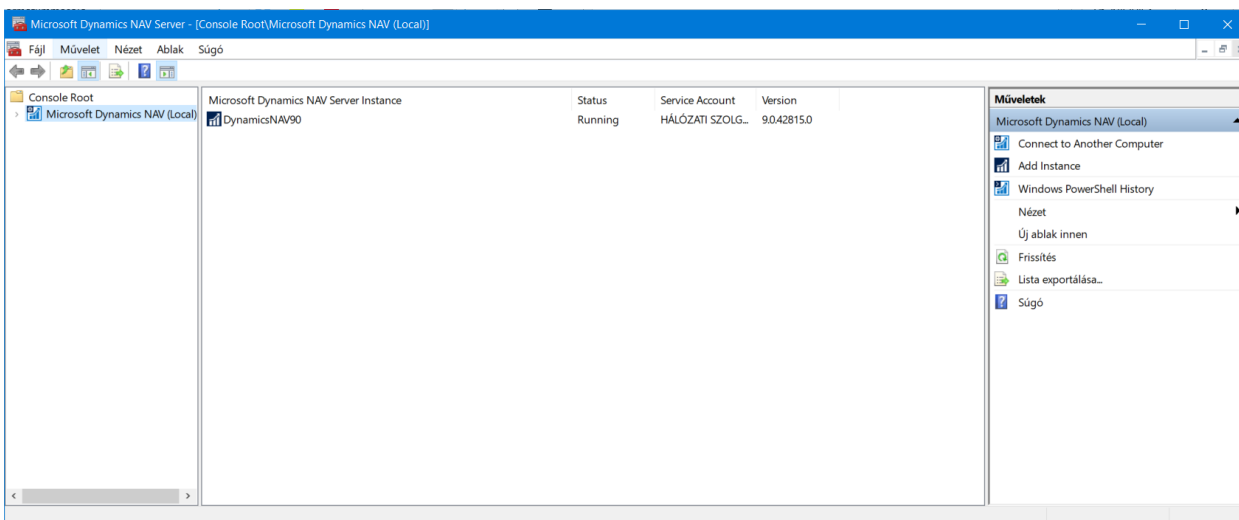 Microsoft Dynamics NAV Server - [Console Root\Microsoft Dynamics NAV (Local)]
Fájl Művelet Nézet Ablak Súgó
Console Root
Microsoft Dynamics NAV (Local)
Microsoft Dynamics NAV Server Instance Status Service Account Version
DynamicsNAV90 Running HÁLÓZATI SZOLG... 9.0.42815.0
Műveletek
Microsoft Dynamics NAV (Local)
Connect to Another Computer
Add Instance
Windows PowerShell History
Nézet
Új ablak innen
Frissítés
Lista exportálása...
Súgó